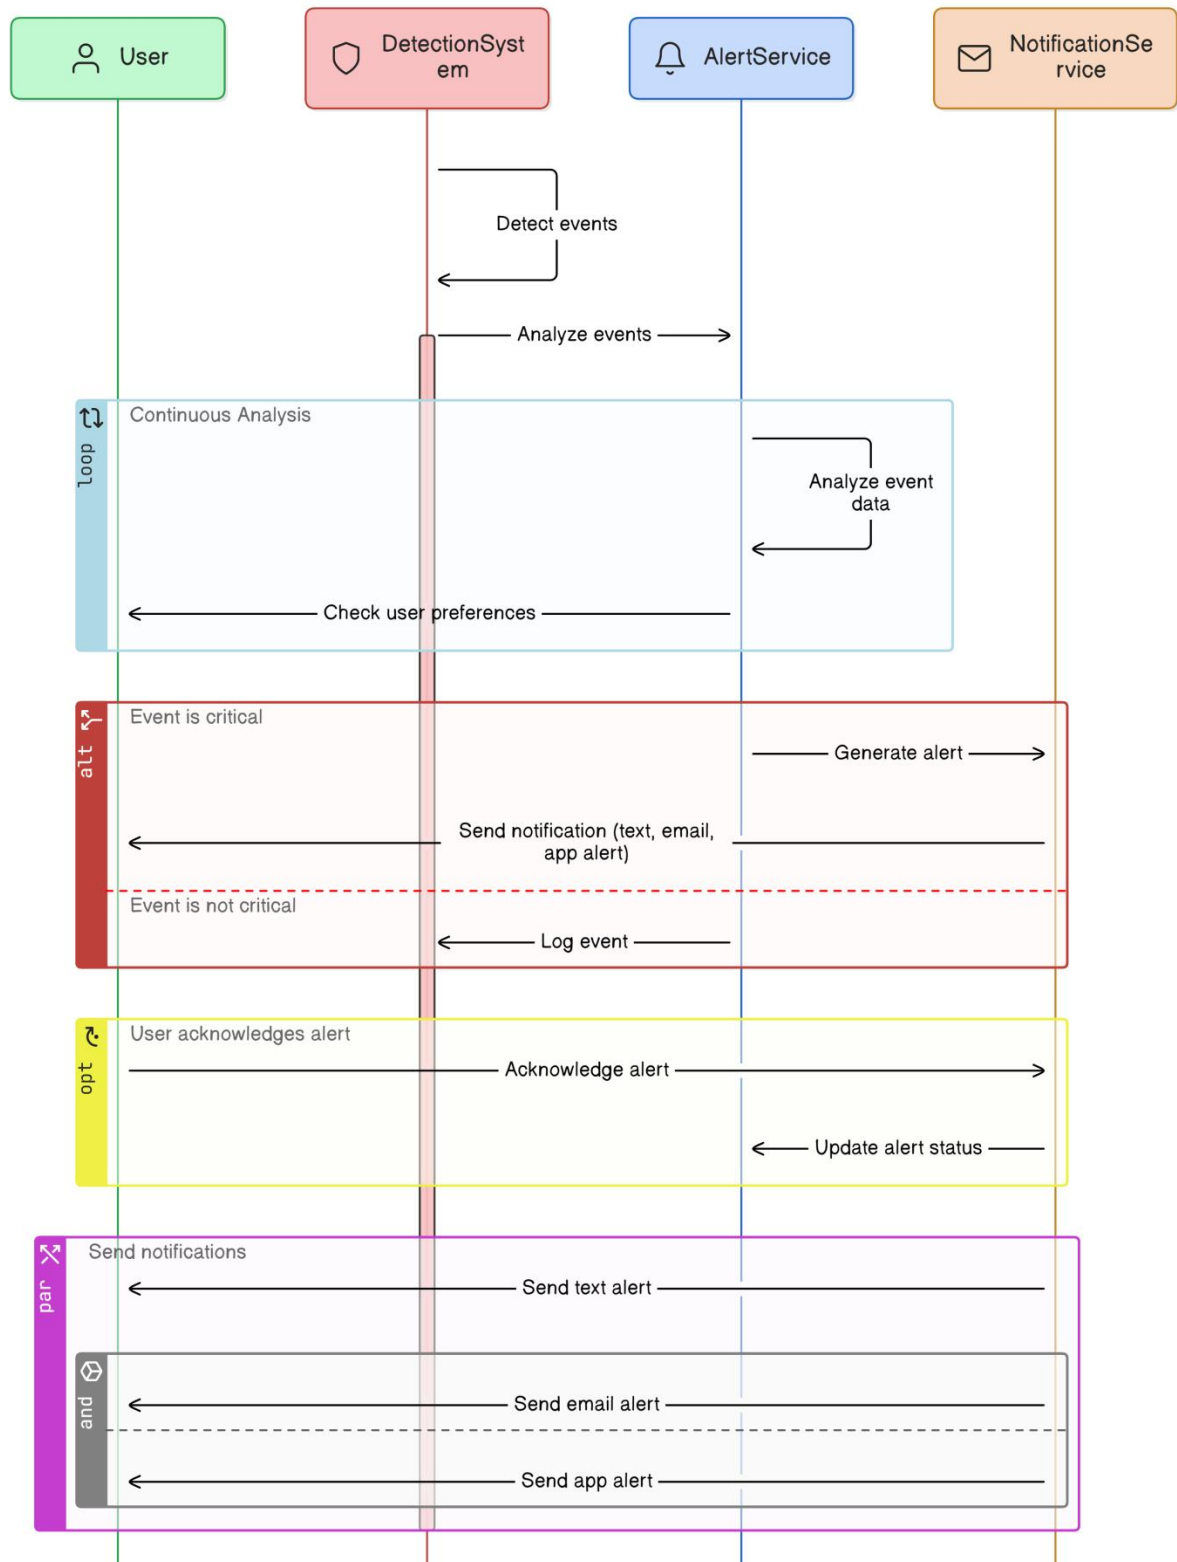 User
DetectionSyst
em
AlertService
NotificationSe
rvice
Detect events
Analyze events
loop
Continuous Analysis
Analyze event
data
Check user preferences
alt
Event is critical
Generate alert
Send notification (text, email,
app alert)
Event is not critical
Log event
opt
User acknowledges alert
Acknowledge alert
Update alert status
par
Send notifications
Send text alert
and
Send email alert
Send app alert